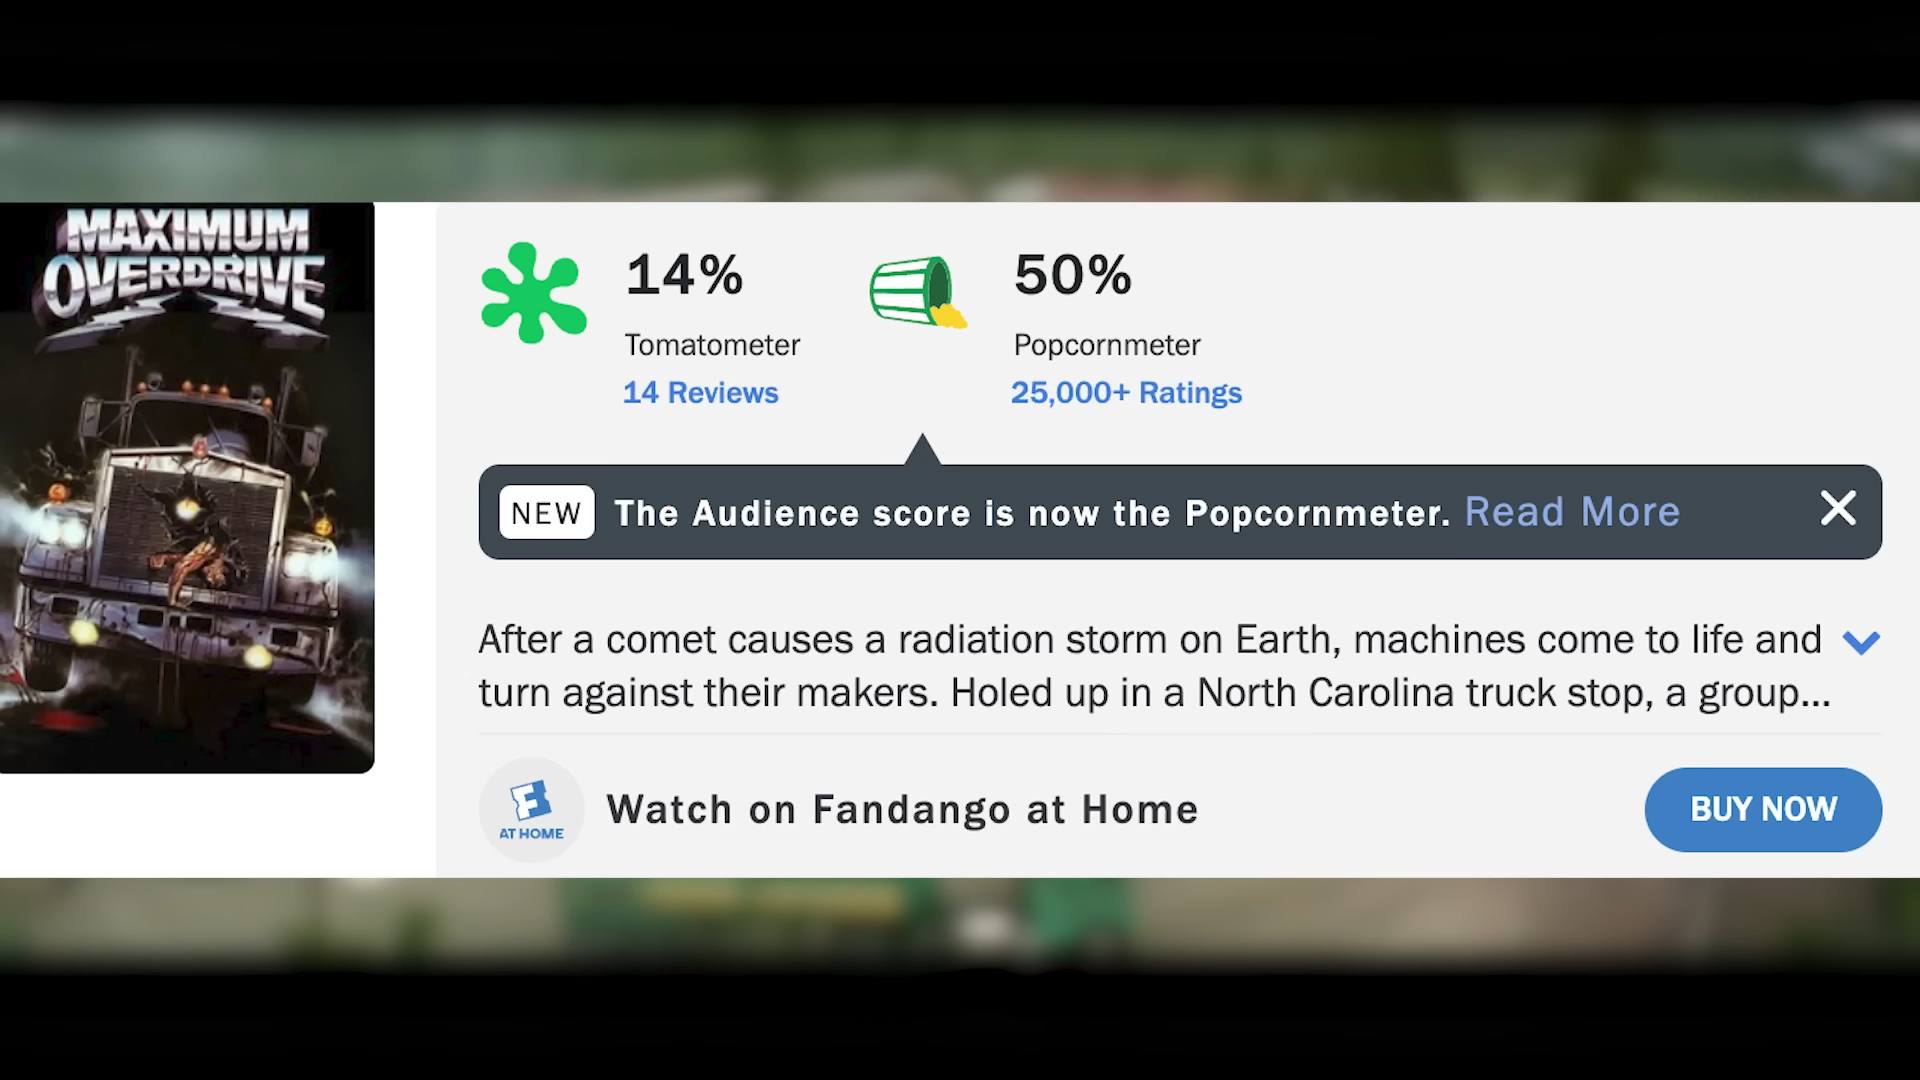 MAXIMUM
OVERDRIVE
14%
Tomatometer
14 Reviews
50%
Popcornmeter
25,000+ Ratings
NEW The Audience score is now the Popcornmeter. Read More
After a comet causes a radiation storm on Earth, machines come to life and
turn against their makers. Holed up in a North Carolina truck stop, a group...
F
AT HOME
Watch on Fandango at Home
BUY NOW